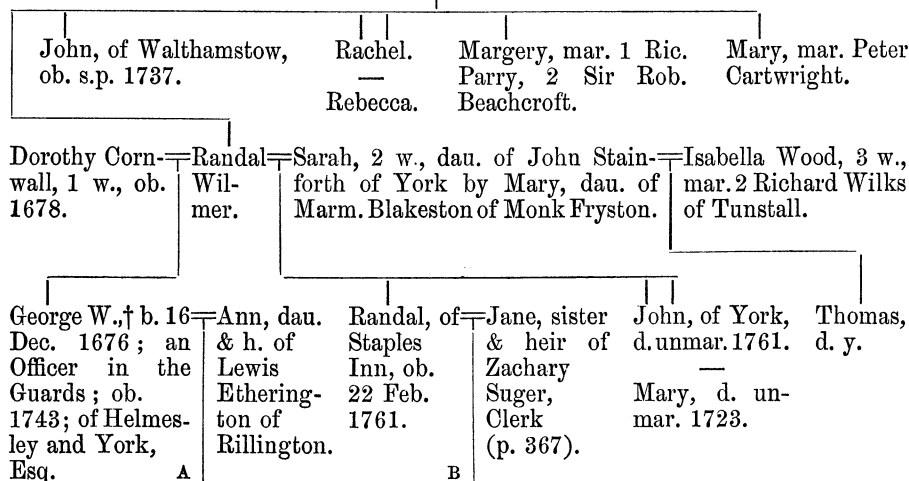 John, of Walthamstow,
ob. s.p. 1737.
Rachel.
—
Rebecca.
Margery, mar. 1 Ric.
Parry, 2 Sir Rob.
Beachcroft.
Mary, mar. Peter
Cartwright.
Dorothy Corn-
wall, 1 w., ob.
1678.
Randal
Wil-
mer.
Sarah, 2 w., dau. of John Stain-
forth of York by Mary, dau. of
Marm. Blakeston of Monk Fryston.
Isabella Wood, 3 w.,
mar. 2 Richard Wilks
of Tunstall.
George W.,† b. 16
Dec. 1676; an
Officer in the
Guards; ob.
1743; of Helmes-
ley and York,
Esq. A
Ann, dau.
& h. of
Lewis
Ethering-
ton of
Rillington.
Randal, of
Staples
Inn, ob.
22 Feb.
1761.
B
Jane, sister
& heir of
Zachary
Suger,
Clerk
(p. 367).
John, of York,
d. unmar. 1761.
—
Mary, d. un-
mar. 1723.
Thomas,
d. y.